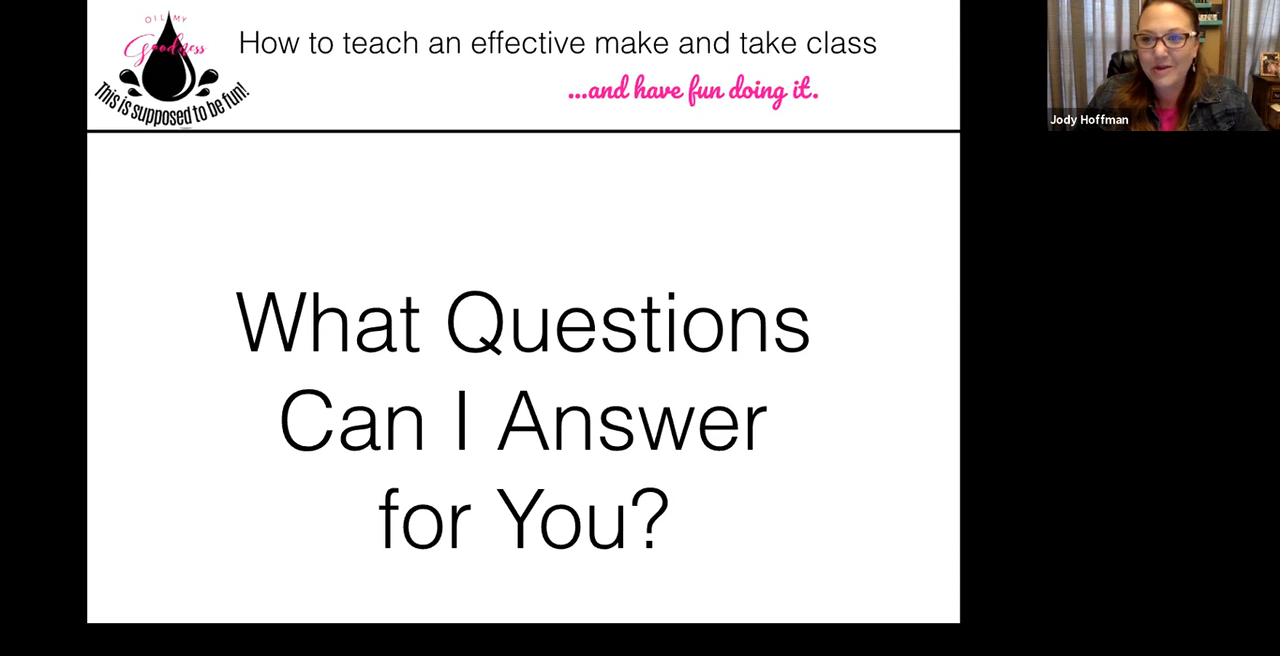 OIL MY
Goodness
This is supposed to be fun!
How to teach an effective make and take class
...and have fun doing it.
Jody Hoffman
What Questions
Can I Answer
for You?